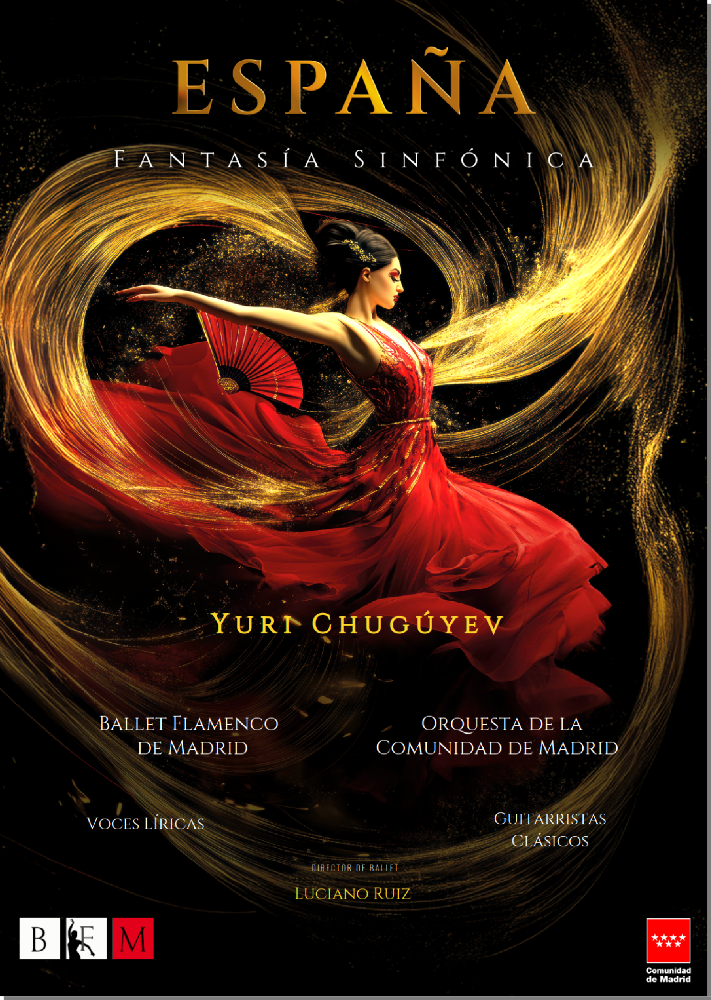 ESPAÑA
FANTASÍA SINFÓNICA
YURI CHUGÚYEV
BALLET FLAMENCO
DE MADRID
ORQUESTA DE LA
COMUNIDAD DE MADRID
VOCES LÍRICAS
GUITARRISTAS
CLÁSICOS
DIRECTOR DE BALLET
LUCIANO RUIZ
B F M
Comunidad
de Madrid